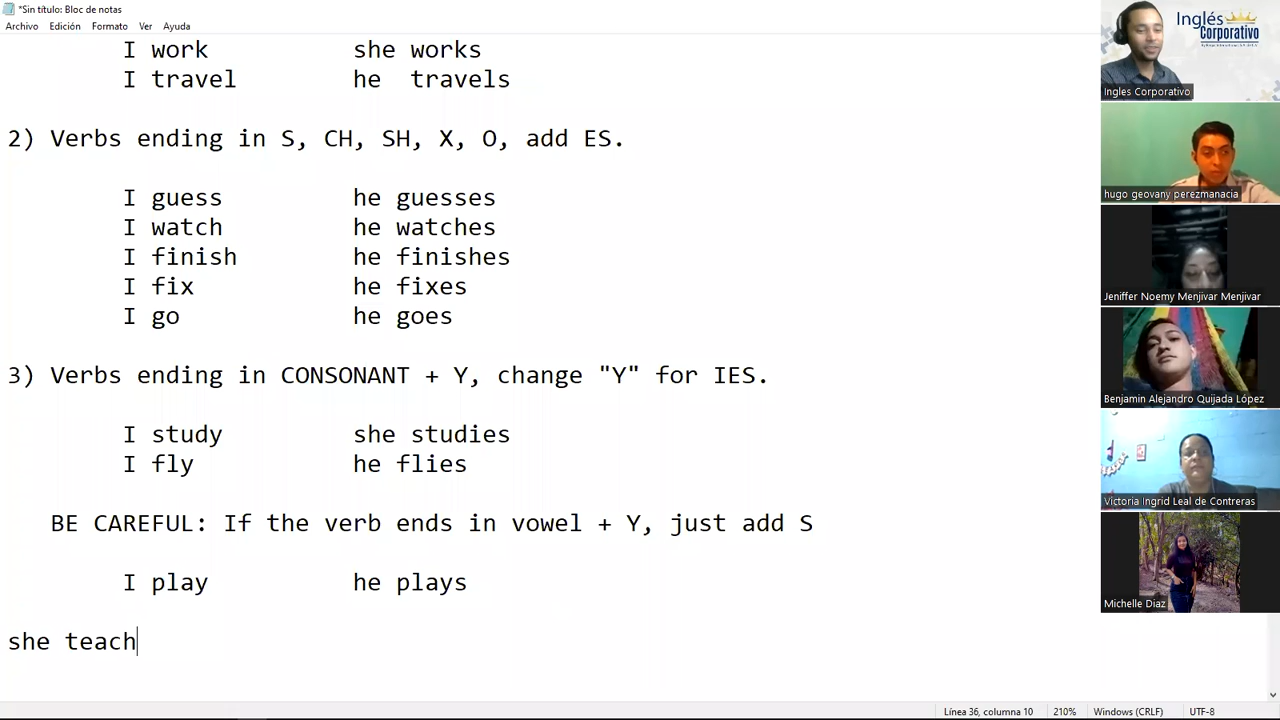 *Sin título: Bloc de notas
Archivo Edición Formato Ver Ayuda
I work she works
I travel he travels
2) Verbs ending in S, CH, SH, X, O, add ES.
I guess he guesses
I watch he watches
I finish he finishes
I fix he fixes
I go he goes
3) Verbs ending in CONSONANT + Y, change "Y" for IES.
I study she studies
I fly he flies
BE CAREFUL: If the verb ends in vowel + Y, just add S
I play he plays
she teach
Línea 36, columna 10 210% Windows (CRLF) UTF-8
Inglés
Corporativo
Ingles Corporativo
hugo geovany perezmanacia
Jeniffer Noemy Menjivar Menjivar
Benjamin Alejandro Quijada López
Victoria Ingrid Leal de Contreras
Michelle Diaz